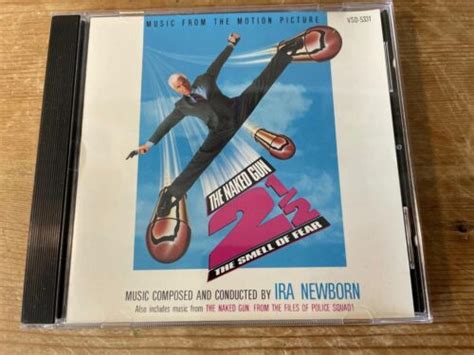 MUSIC FROM THE MOTION PICTURE
VSD-5331
THE NAKED GUN
2 1/2
THE SMELL OF FEAR
MUSIC COMPOSED AND CONDUCTED BY IRA NEWBORN
Also includes music from THE NAKED GUN: FROM THE FILES OF POLICE SQUAD!